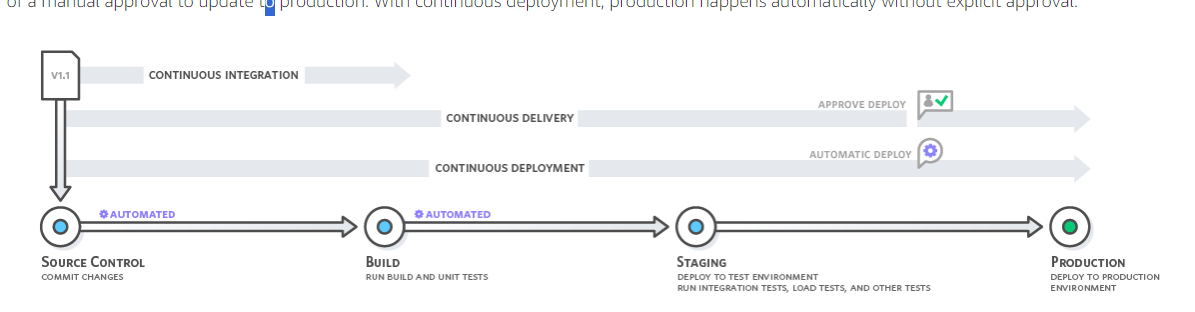 of a manual approval to update to production. With continuous deployment, production happens automatically without explicit approval.
V1.1
CONTINUOUS INTEGRATION
APPROVE DEPLOY
CONTINUOUS DELIVERY
AUTOMATIC DEPLOY
CONTINUOUS DEPLOYMENT
AUTOMATED
AUTOMATED
SOURCE CONTROL
COMMIT CHANGES
BUILD
RUN BUILD AND UNIT TESTS
STAGING
DEPLOY TO TEST ENVIRONMENT
RUN INTEGRATION TESTS, LOAD TESTS, AND OTHER TESTS
PRODUCTION
DEPLOY TO PRODUCTION
ENVIRONMENT